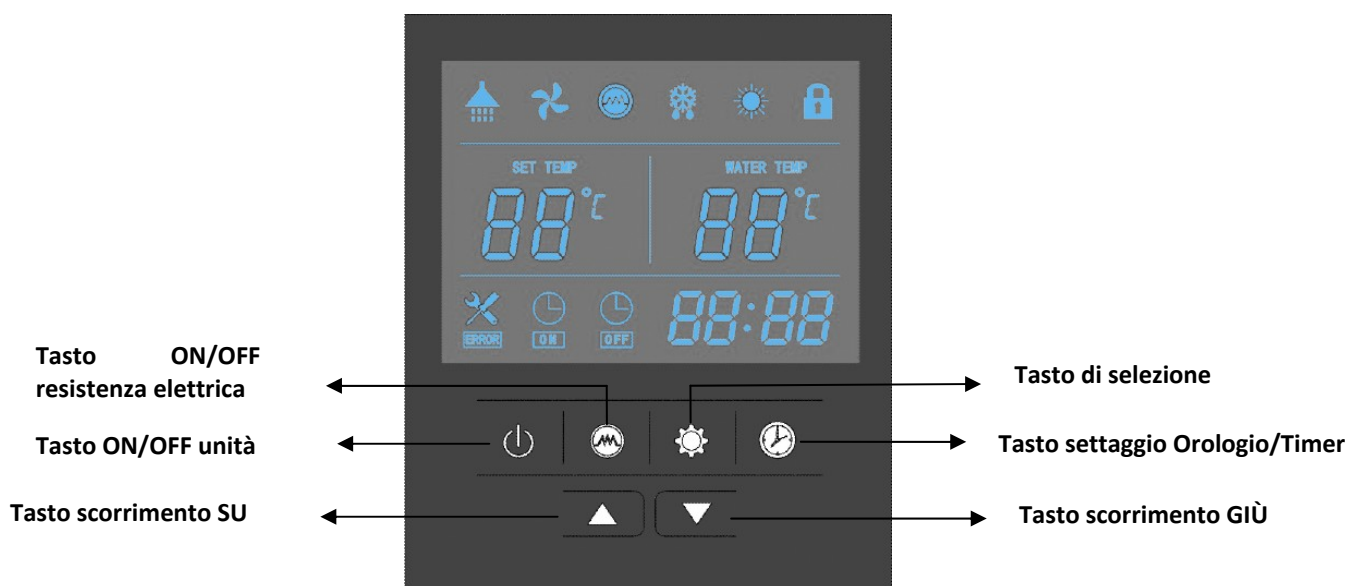 SET TEMP
WATER TEMP
88°C
88°C
ERROR
ON
OFF
88:88
Tasto ON/OFF
resistenza elettrica
Tasto di selezione
Tasto ON/OFF unità
Tasto settaggio Orologio/Timer
Tasto scorrimento SU
Tasto scorrimento GIÙ